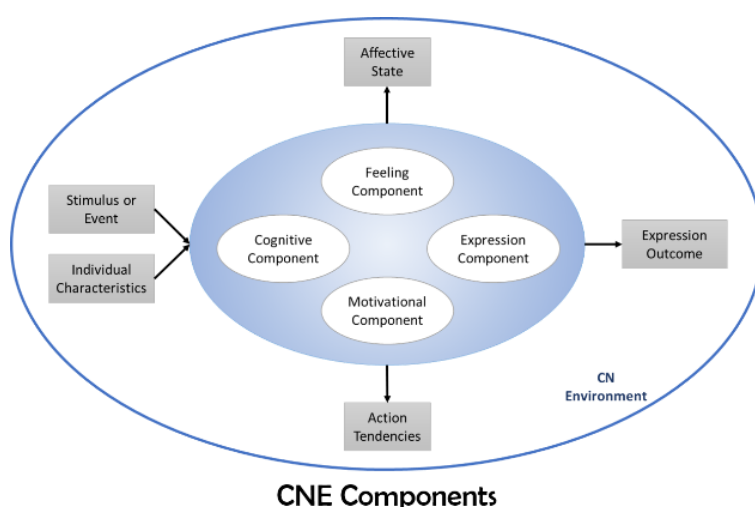 Affective
State
Feeling
Component
Stimulus or
Event
Cognitive
Component
Expression
Component
Expression
Outcome
Individual
Characteristics
Motivational
Component
CN
Environment
Action
Tendencies
CNE Components